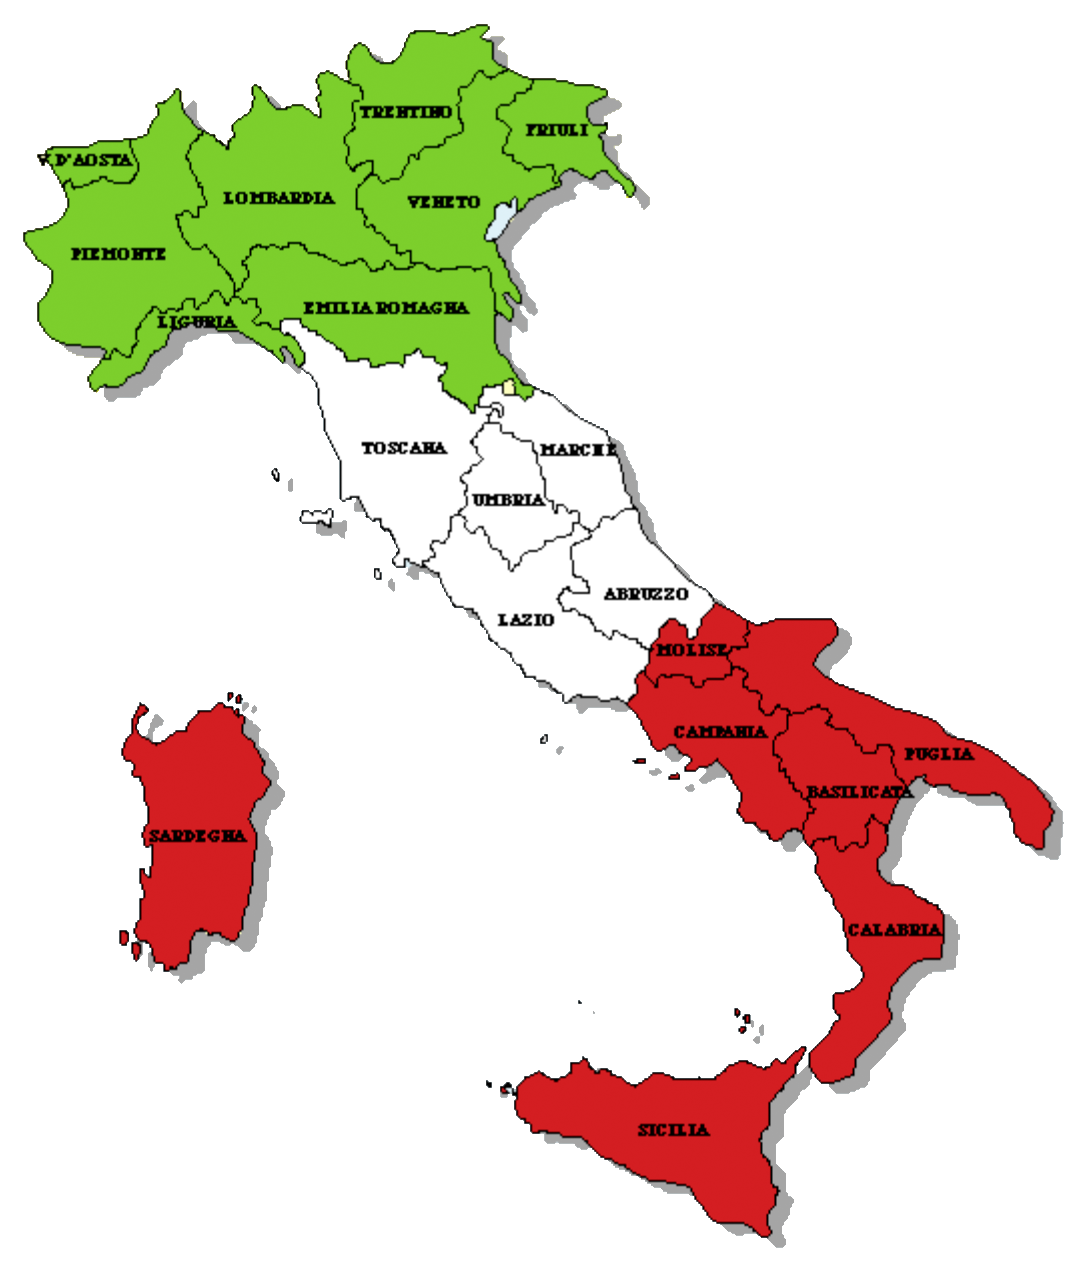 TRENTINO
FRIULI
V. D'AOSTA
LOMBARDIA
VENETO
PIEMONTE
EMILIA ROMAGNA
LIGURIA
TOSCANA
MARCHE
UMBRIA
ABRUZZO
LAZIO
MOLISE
CAMPANIA
PUGLIA
BASILICATA
SARDEGNA
CALABRIA
SICILIA